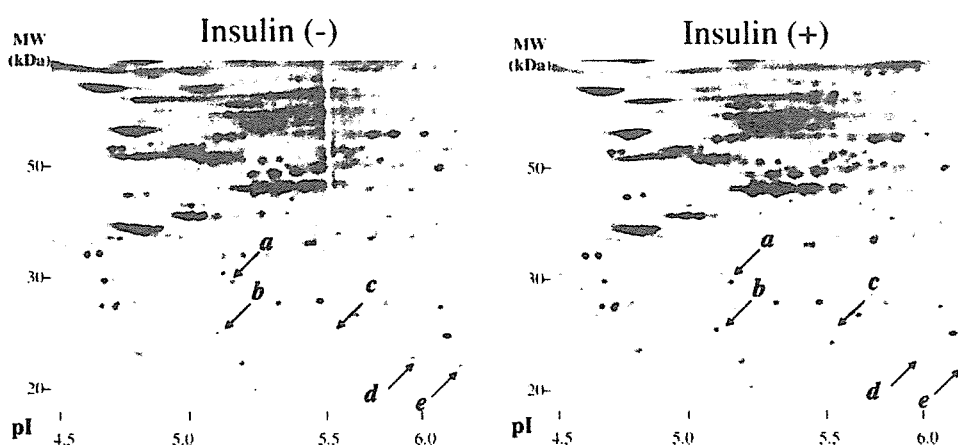 Insulin (-)
MW
(kDa)
50
30
20
a
b
c
d
e
pI
4.5 5.0 5.5 6.0
Insulin (+)
MW
(kDa)
50
30
20
a
b
c
d
e
pI
4.5 5.0 5.5 6.0